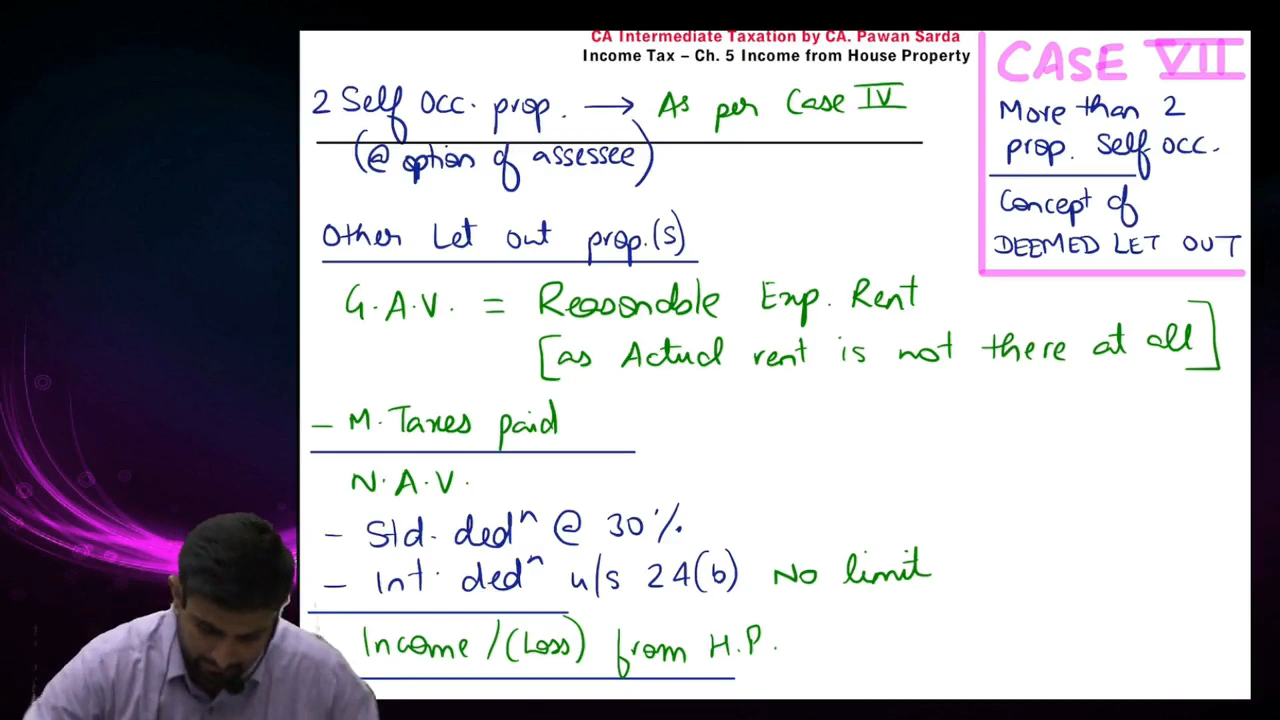 CA Intermediate Taxation by CA. Pawan Sarda
Income Tax – Ch. 5 Income from House Property
CASE VII
More than 2
prop. Self occ.
Concept of
DEEMED LET OUT
2 Self occ. prop. → As per Case IV
(@ option of assessee)
Other Let out prop.(s)
G.A.V. = Reasonable Exp. Rent
[as Actual rent is not there at all]
- M. Taxes paid
N.A.V.
- Std. dedⁿ @ 30%
- Int. dedⁿ u/s 24(b) No limit
Income/(Loss) from H.P.